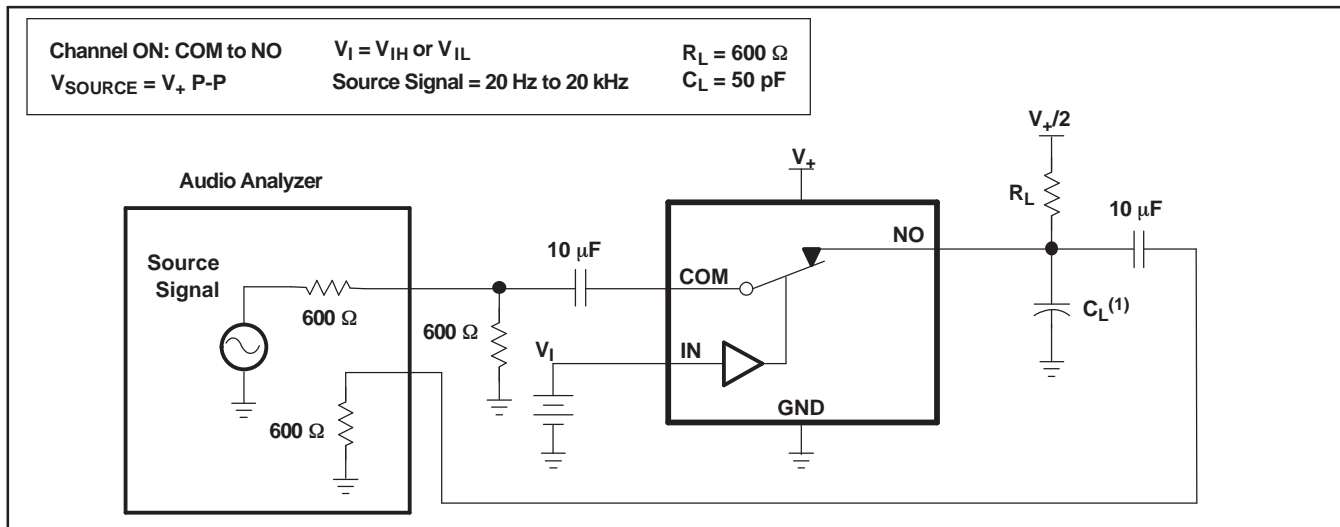 Channel ON: COM to NO
V_I = V_IH or V_IL
R_L = 600 Ω
V_SOURCE = V_+ P-P
Source Signal = 20 Hz to 20 kHz
C_L = 50 pF
V_+/2
V_+
Audio Analyzer
R_L
10 μF
NO
10 μF
Source
Signal
COM
C_L(1)
600 Ω
600 Ω
V_I
IN
GND
600 Ω